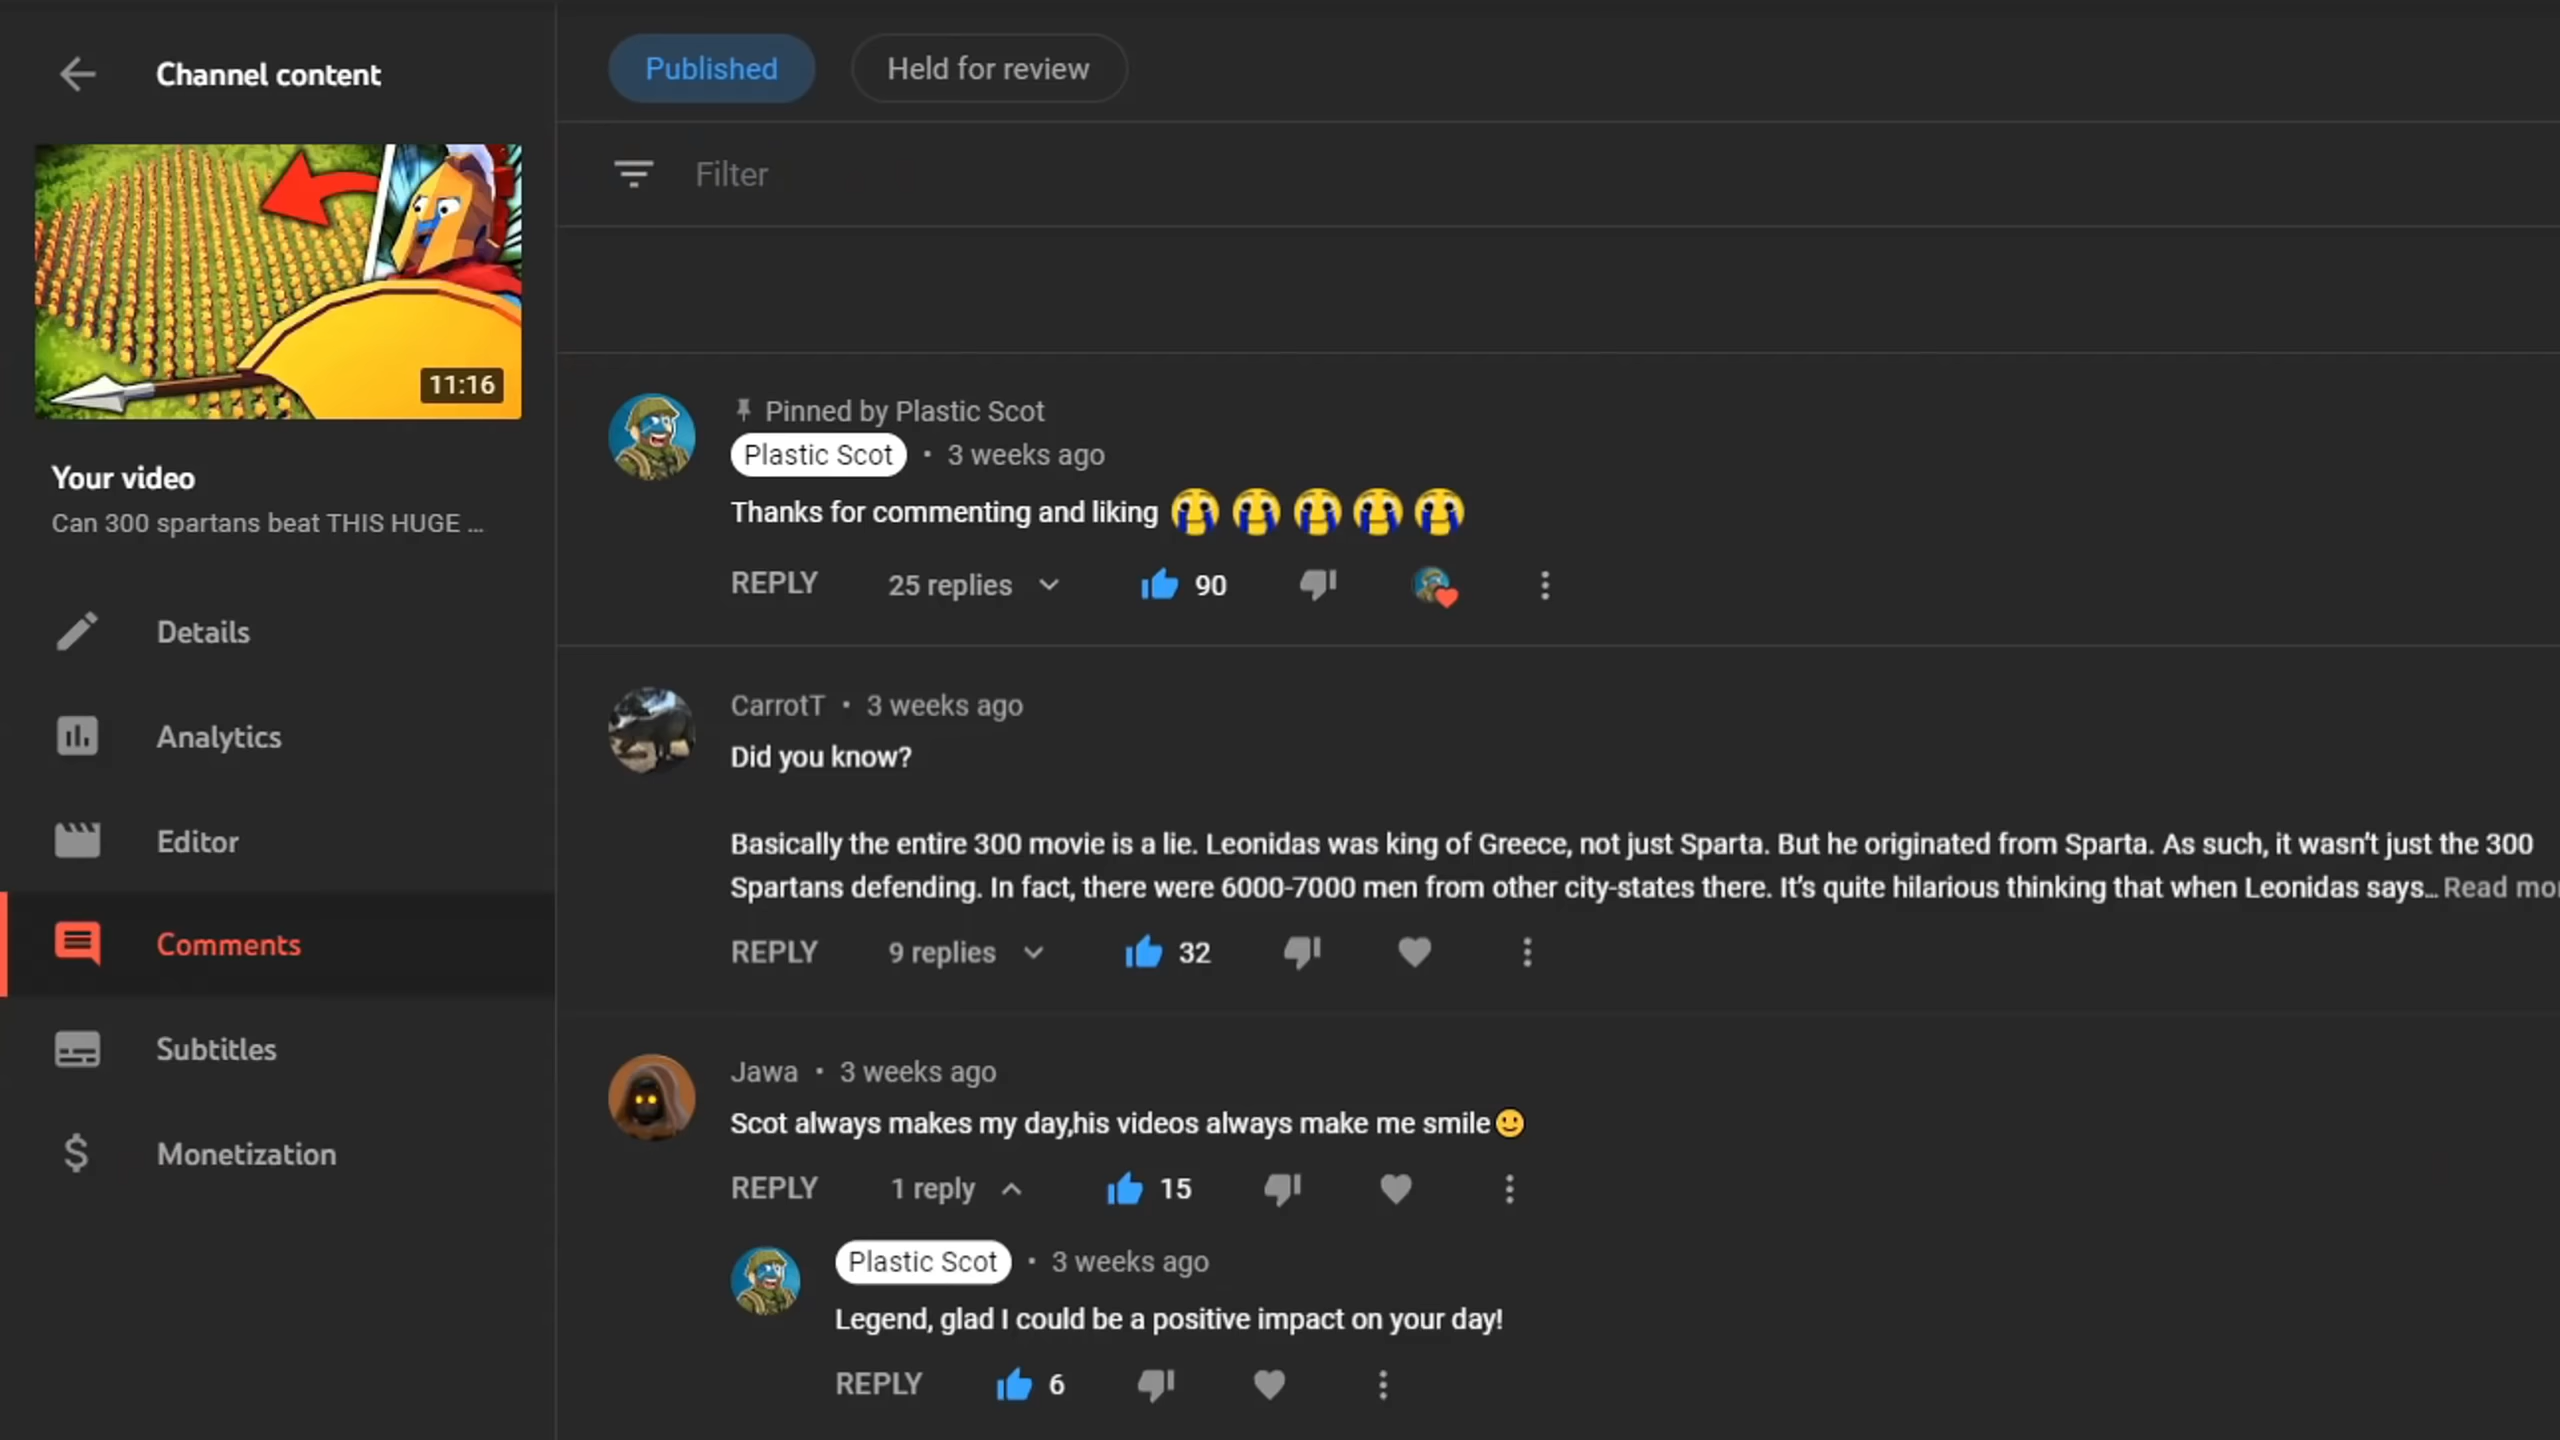 Channel content
11:16
Your video
Can 300 spartans beat THIS HUGE ...
Details
Analytics
Editor
Comments
Subtitles
Monetization
Published
Held for review
Filter
Pinned by Plastic Scot
Plastic Scot • 3 weeks ago
Thanks for commenting and liking 😭😭😭😭😭
REPLY 25 replies 90
CarrotT • 3 weeks ago
Did you know?
Basically the entire 300 movie is a lie. Leonidas was king of Greece, not just Sparta. But he originated from Sparta. As such, it wasn't just the 300
Spartans defending. In fact, there were 6000-7000 men from other city-states there. It's quite hilarious thinking that when Leonidas says... Read mo
REPLY 9 replies 32
Jawa • 3 weeks ago
Scot always makes my day,his videos always make me smile🙂
REPLY 1 reply 15
Plastic Scot • 3 weeks ago
Legend, glad I could be a positive impact on your day!
REPLY 6